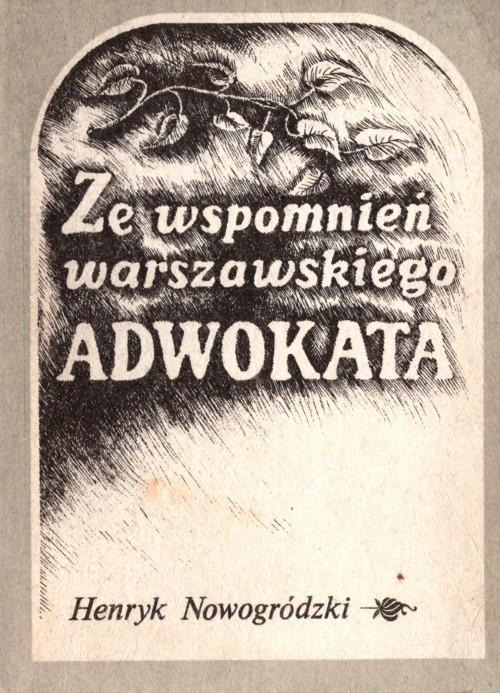 Ze wspomnień
warszawskiego
ADWOKATA
Henryk Nowogródzki